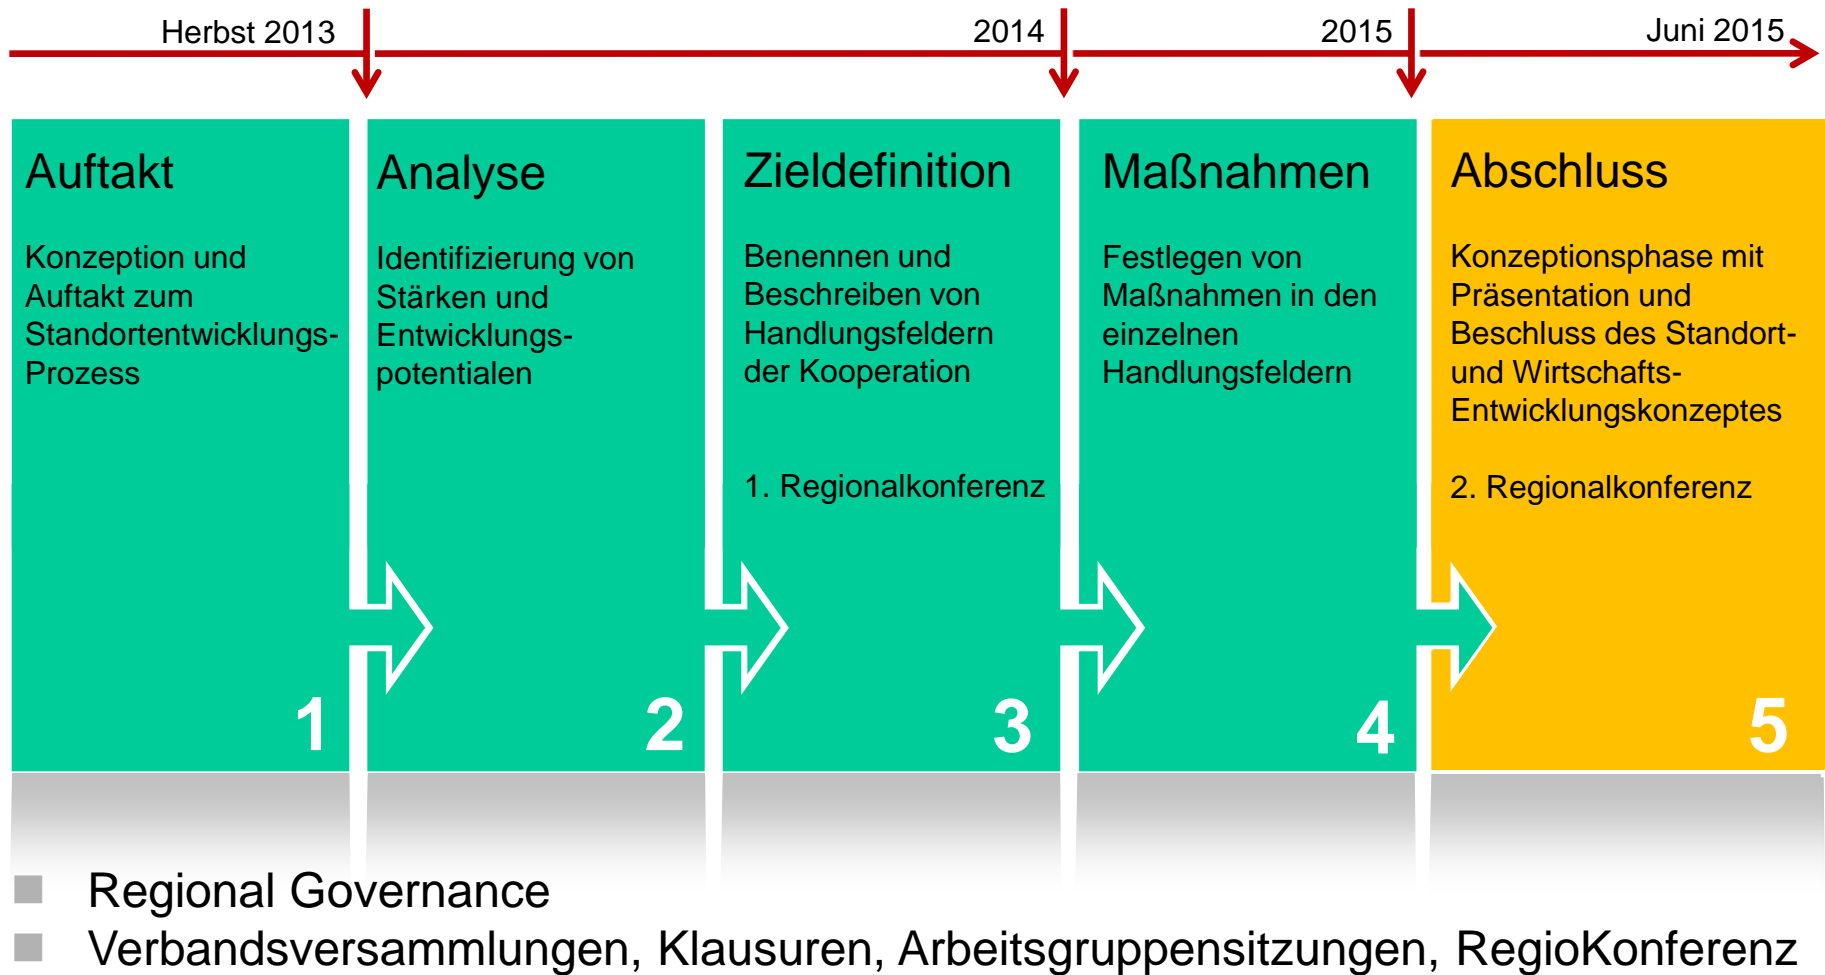 Herbst 2013
2014
2015
Juni 2015
Auftakt
Konzeption und
Auftakt zum
Standortentwicklungs-
Prozess
1
Analyse
Identifizierung von
Stärken und
Entwicklungs-
potentialen
2
Zieldefinition
Benennen und
Beschreiben von
Handlungsfeldern
der Kooperation
1. Regionalkonferenz
3
Maßnahmen
Festlegen von
Maßnahmen in den
einzelnen
Handlungsfeldern
4
Abschluss
Konzeptionsphase mit
Präsentation und
Beschluss des Standort-
und Wirtschafts-
Entwicklungskonzeptes
2. Regionalkonferenz
5
Regional Governance
Verbandsversammlungen, Klausuren, Arbeitsgruppensitzungen, RegioKonferenz